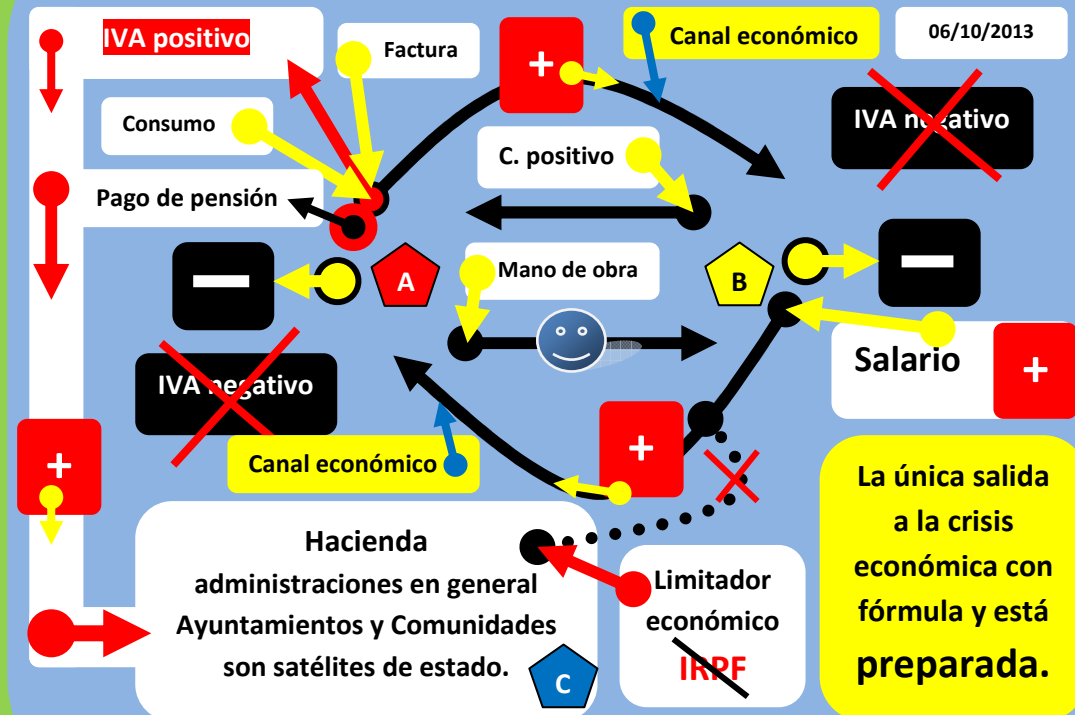 IVA positivo
Factura
+
Canal económico
06/10/2013
Consumo
IVA negativo
C. positivo
Pago de pensión
A
Mano de obra
B
Salario
+
IVA negativo
+
+
Canal económico
La única salida
a la crisis
económica con
fórmula y está
preparada.
Hacienda
administraciones en general
Ayuntamientos y Comunidades
son satélites de estado.
C
Limitador
económico
IRPF